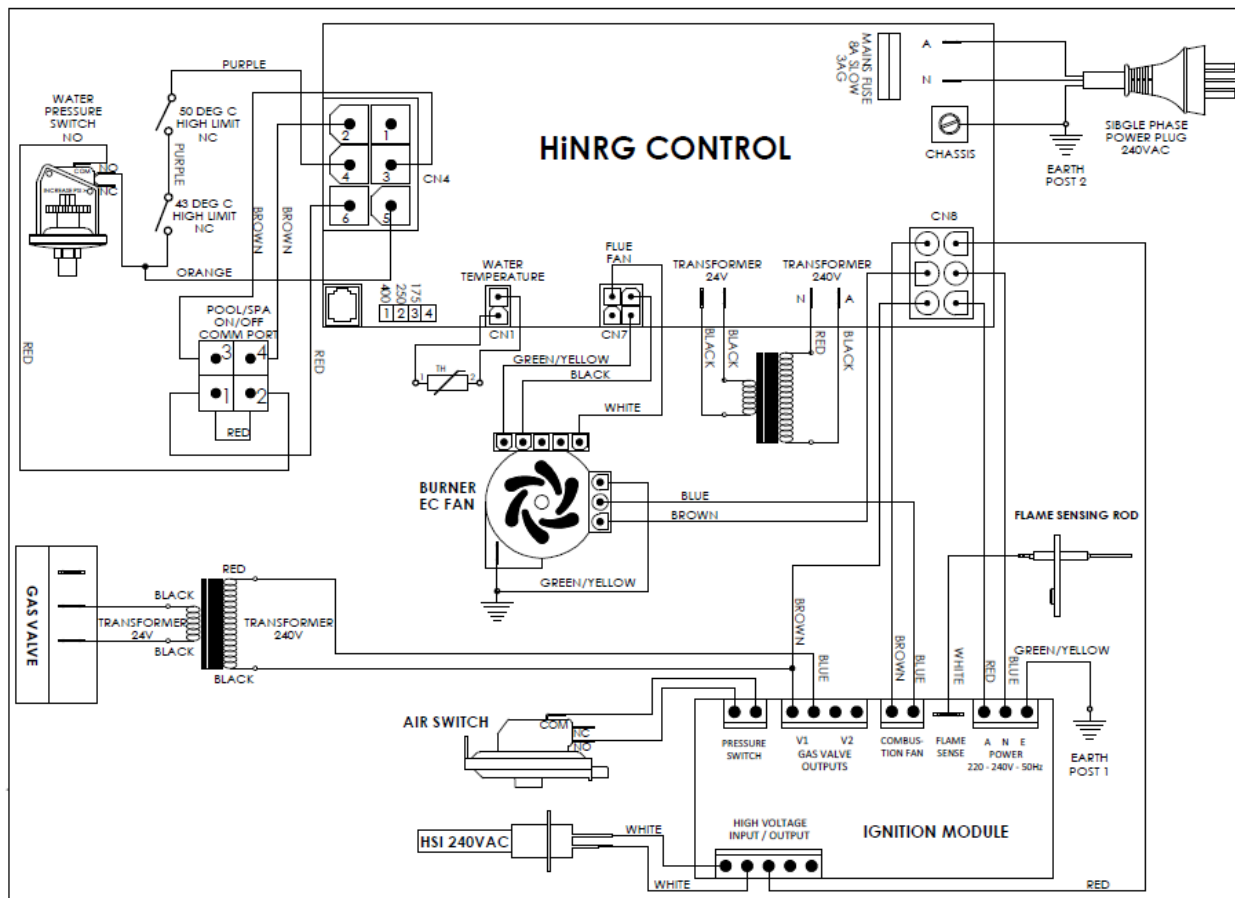 MAINS FUSE
8A SLOW
3AG
A
N
SIBGLE PHASE
POWER PLUG
240VAC
CHASSIS
EARTH
POST 2
HiNRG CONTROL
PURPLE
WATER
PRESSURE
SWITCH
NO
50 DEG C
HIGH LIMIT
NC
PURPLE
43 DEG C
HIGH LIMIT
NC
COM
NO
NC
INCREASE PSI
2
1
4
3
6
5
CN4
BROWN
BROWN
ORANGE
RED
RED
POOL/SPA
ON/OFF
COMM PORT
3
4
1
2
RED
400
250
175
1
2
3
4
WATER
TEMPERATURE
CN1
TH
1
2
FLUE
FAN
CN7
GREEN/YELLOW
BLACK
WHITE
TRANSFORMER
24V
TRANSFORMER
240V
N
A
BLACK
BLACK
RED
BLACK
CN8
BURNER
EC FAN
BLUE
BROWN
GREEN/YELLOW
FLAME SENSING ROD
GAS VALVE
RED
BLACK
TRANSFORMER
24V
TRANSFORMER
240V
BLACK
BLACK
BROWN
BLUE
BROWN
BLUE
WHITE
RED
BLUE
GREEN/YELLOW
EARTH
POST 1
AIR SWITCH
COM
NC
NO
PRESSURE
SWITCH
V1
V2
GAS VALVE
OUTPUTS
COMBUS-
TION FAN
FLAME
SENSE
A N E
POWER
220 - 240V - 50Hz
HIGH VOLTAGE
INPUT / OUTPUT
IGNITION MODULE
HSI 240VAC
WHITE
WHITE
RED